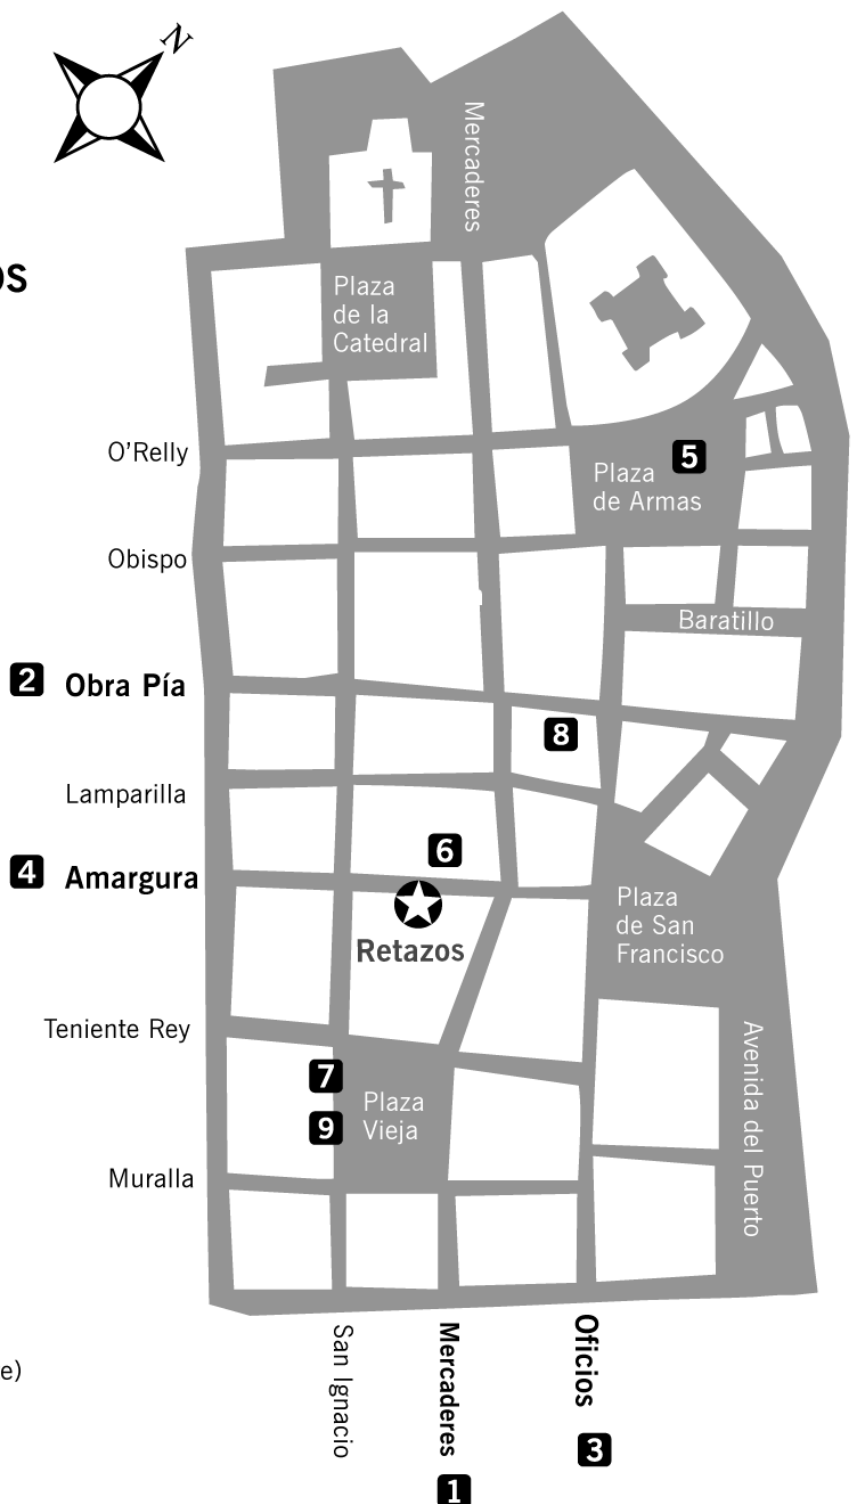 N
os
Mercaderes
Plaza
de la
Catedral
O'Relly
5
Plaza
de Armas
Obispo
Baratillo
2 Obra Pía
8
Lamparilla
6
4 Amargura
Plaza
de San
Francisco
Retazos
Teniente Rey
Avenida del Puerto
7
Plaza
Vieja
9
Muralla
San Ignacio
Mercaderes
Oficios
e)
3
1